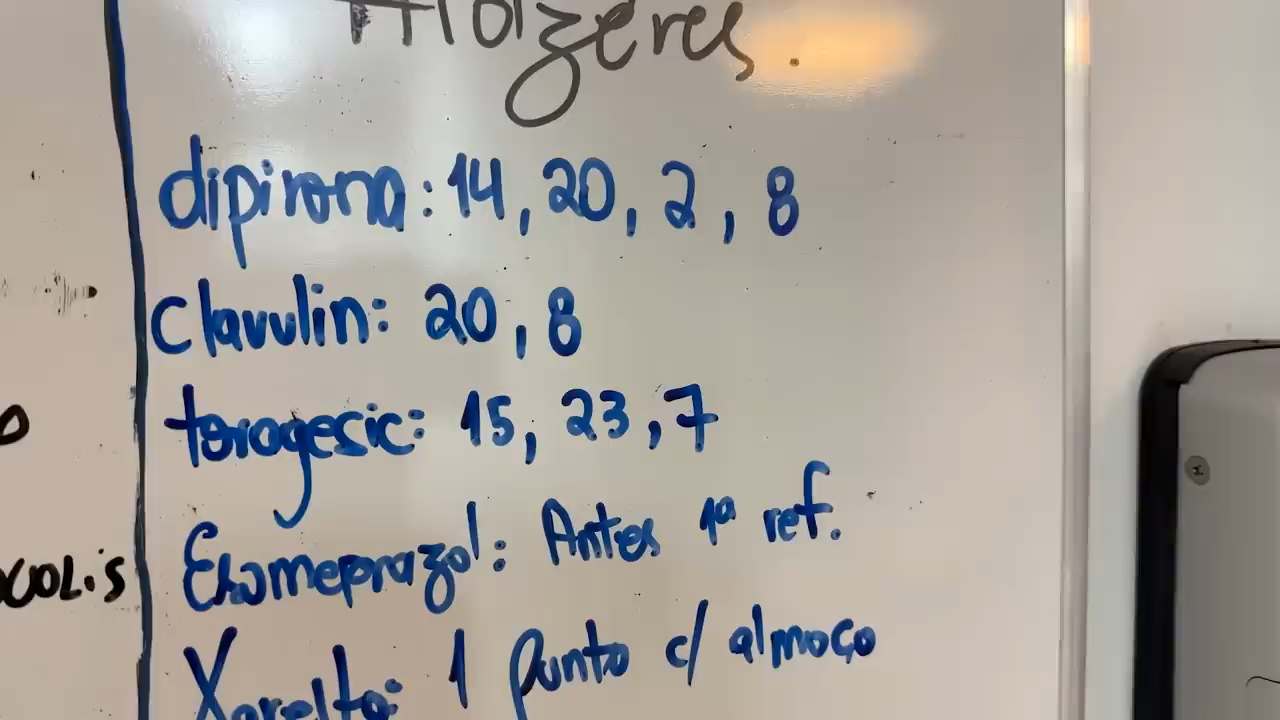 dipirona: 14, 20, 2, 8
clavulin: 20, 8
toragesic: 15, 23, 7
Esomeprazol: Antes 1ª ref.
Xarelto: 1 junto c/ almoço